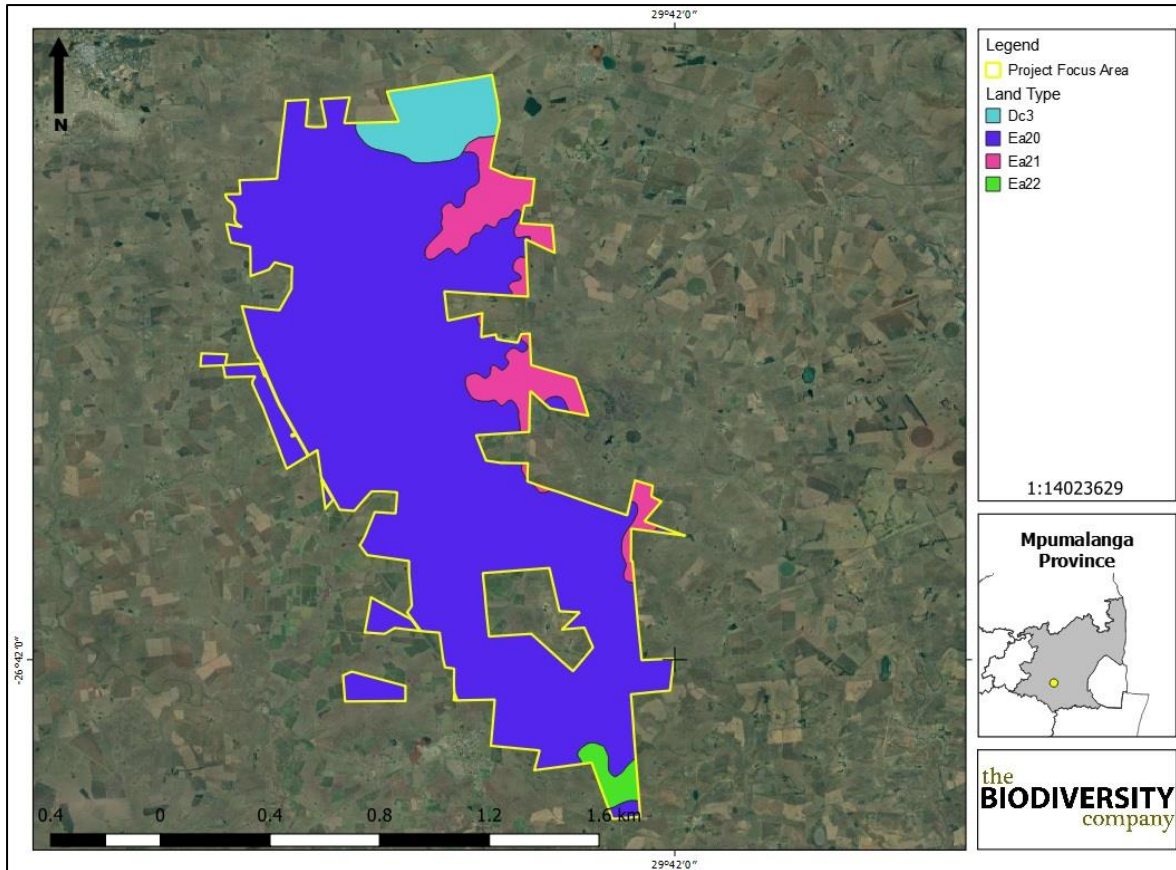 29°42'0"
N
-26°42'0"
0.4 0 0.4 0.8 1.2 1.6 km
29°42'0"
Legend
Project Focus Area
Land Type
Dc3
Ea20
Ea21
Ea22
1:14023629
Mpumalanga
Province
the
BIODIVERSITY
company